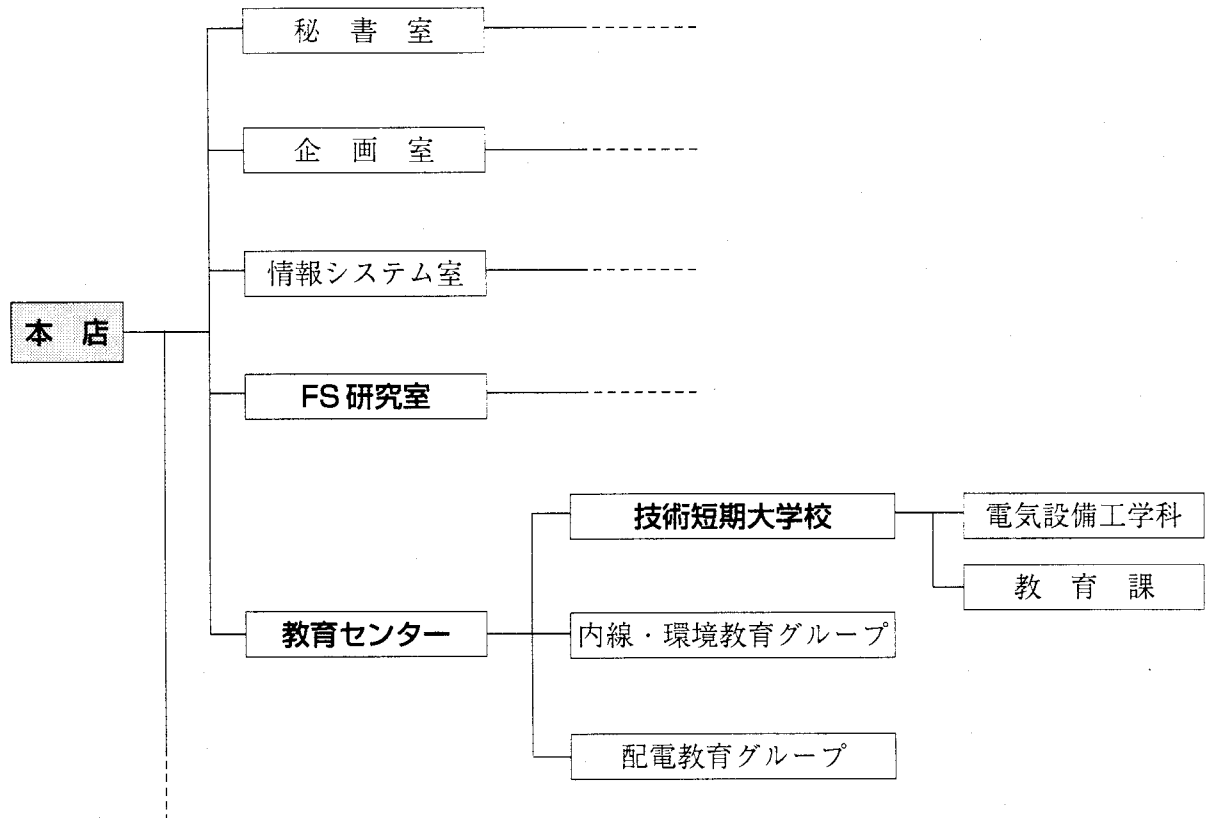 秘書室
企画室
情報システム室
本店
FS研究室
技術短期大学校
電気設備工学科
教育課
教育センター
内線・環境教育グループ
配電教育グループ